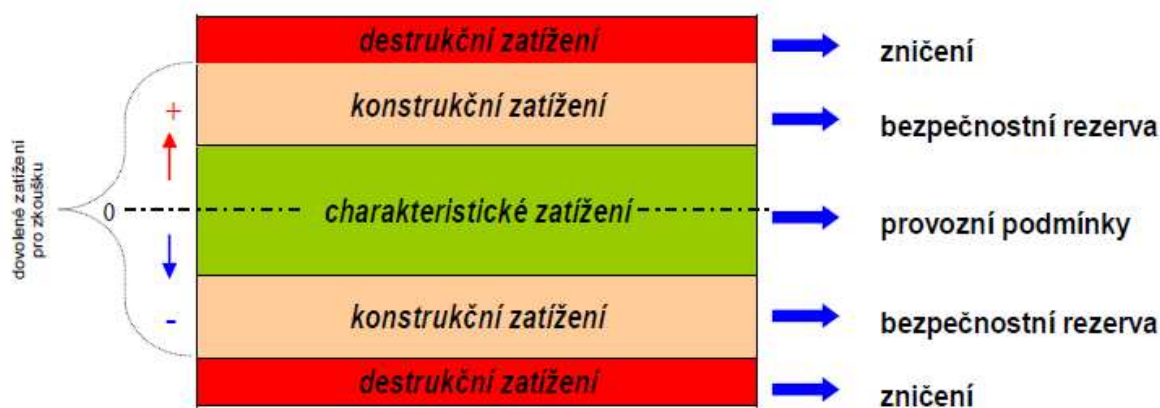 destrukční zatížení
zničení
konstrukční zatížení
bezpečnostní rezerva
+
dovolené zatížení
pro zkoušku
0
charakteristické zatížení
provozní podmínky
-
konstrukční zatížení
bezpečnostní rezerva
destrukční zatížení
zničení